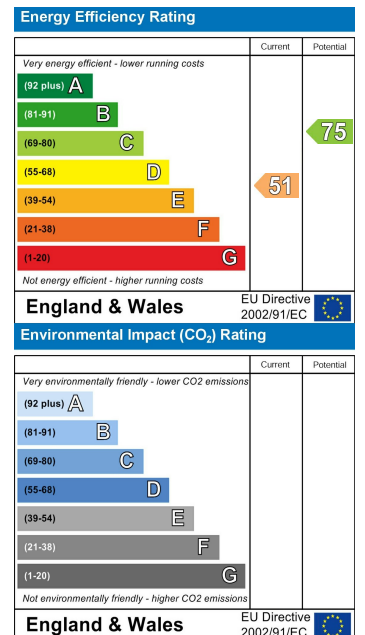 Energy Efficiency Rating
Current Potential
Very energy efficient - lower running costs
(92 plus) A
(81-91) B
75
(69-80) C
(55-68) D
51
(39-54) E
(21-38) F
(1-20) G
Not energy efficient - higher running costs
England & Wales
EU Directive
2002/91/EC
Environmental Impact (CO₂) Rating
Current Potential
Very environmentally friendly - lower CO2 emissions
(92 plus) A
(81-91) B
(69-80) C
(55-68) D
(39-54) E
(21-38) F
(1-20) G
Not environmentally friendly - higher CO2 emissions
England & Wales
EU Directive
2002/91/EC